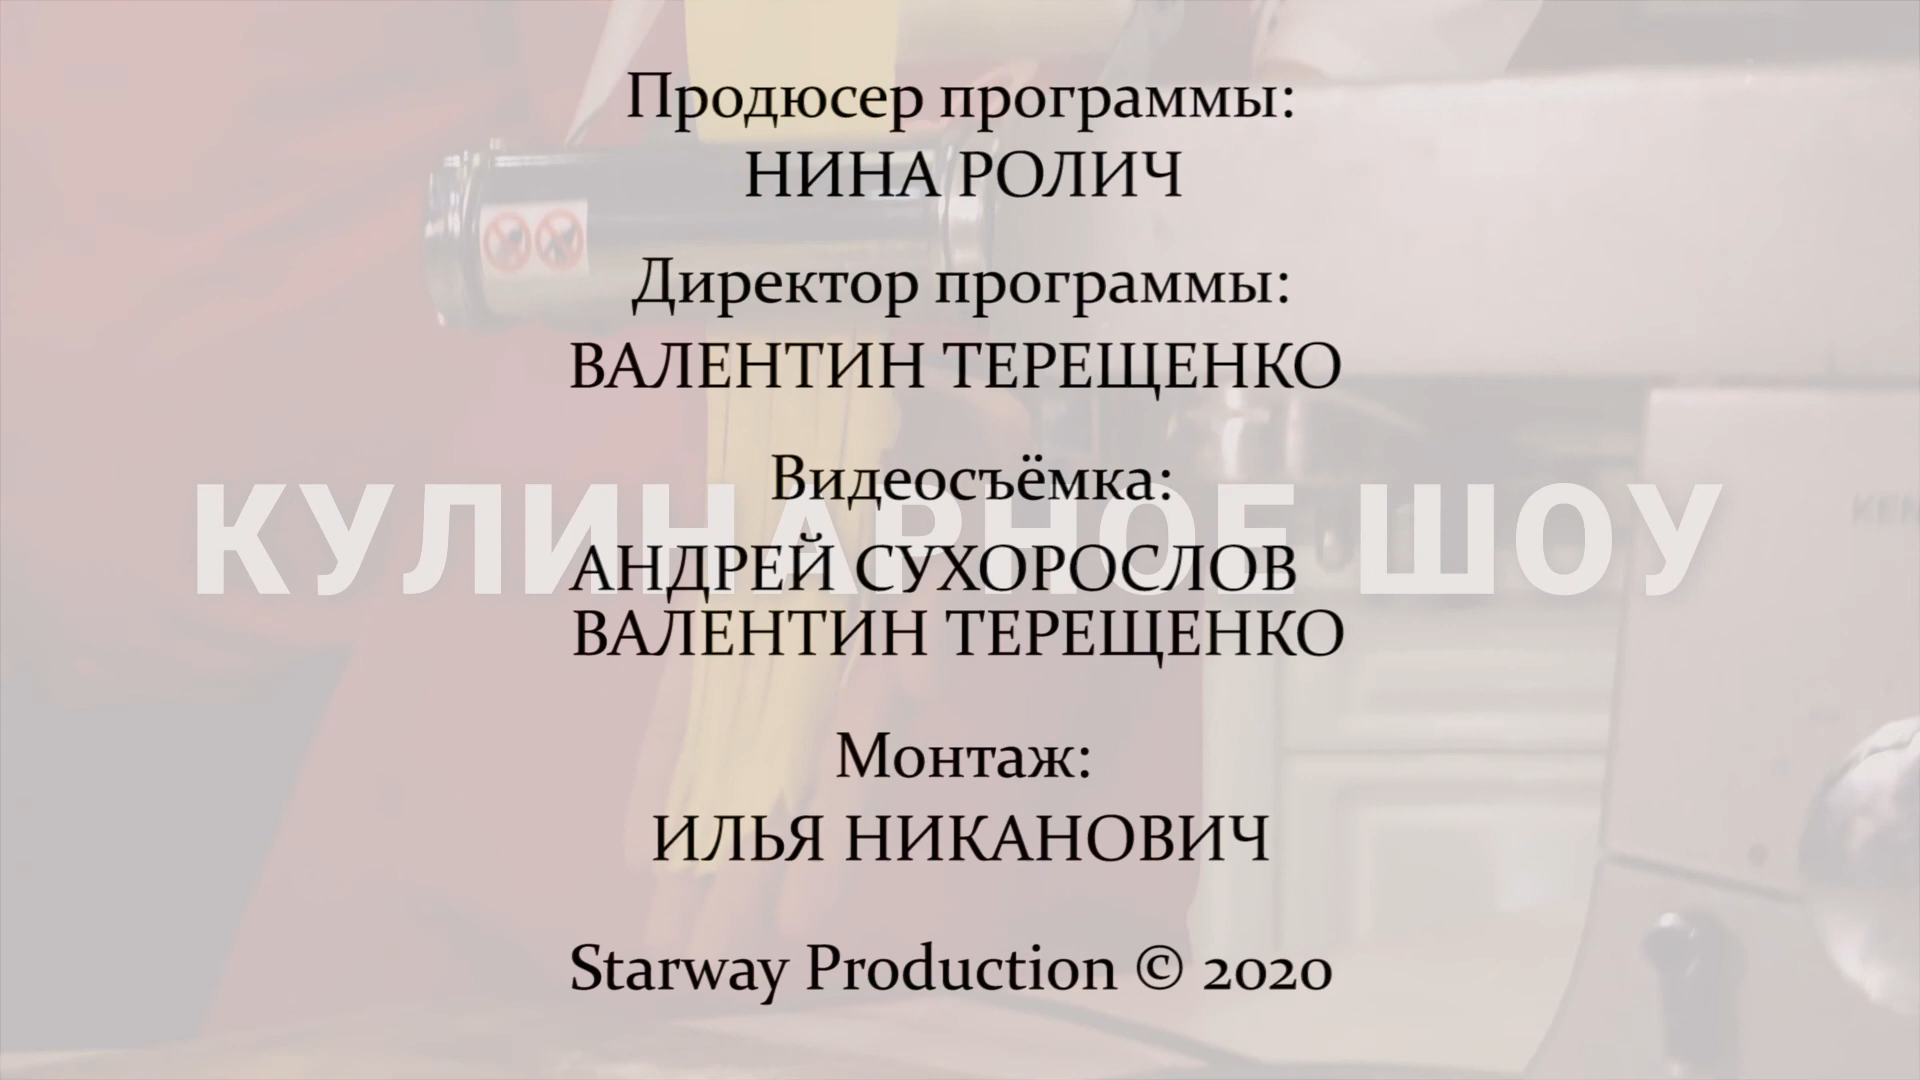 Продюсер программы:
НИНА РОЛИЧ
Директор программы:
ВАЛЕНТИН ТЕРЕЩЕНКО
Видеосъёмка:
КУЛИНАРНОЕ ШОУ
АНДРЕЙ СУХОРОСЛОВ
ВАЛЕНТИН ТЕРЕЩЕНКО
Монтаж:
ИЛЬЯ НИКАНОВИЧ
Starway Production © 2020